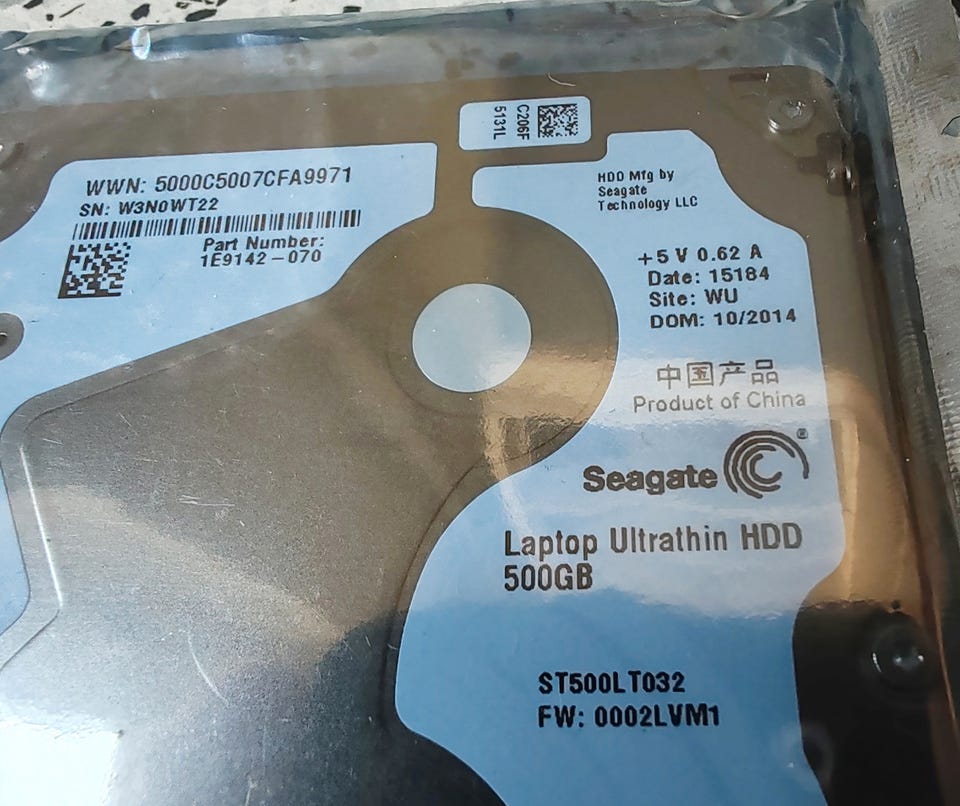 C206F
5131L
WWN: 5000C5007CFA9971
SN: W3N0WT22
Part Number:
1E9142-070
HDD Mfg by
Seagate
Technology LLC
+5 V 0.62 A
Date: 15184
Site: WU
DOM: 10/2014
中国产品
Product of China
Seagate®
Laptop Ultrathin HDD
500GB
ST500LT032
FW: 0002LVM1